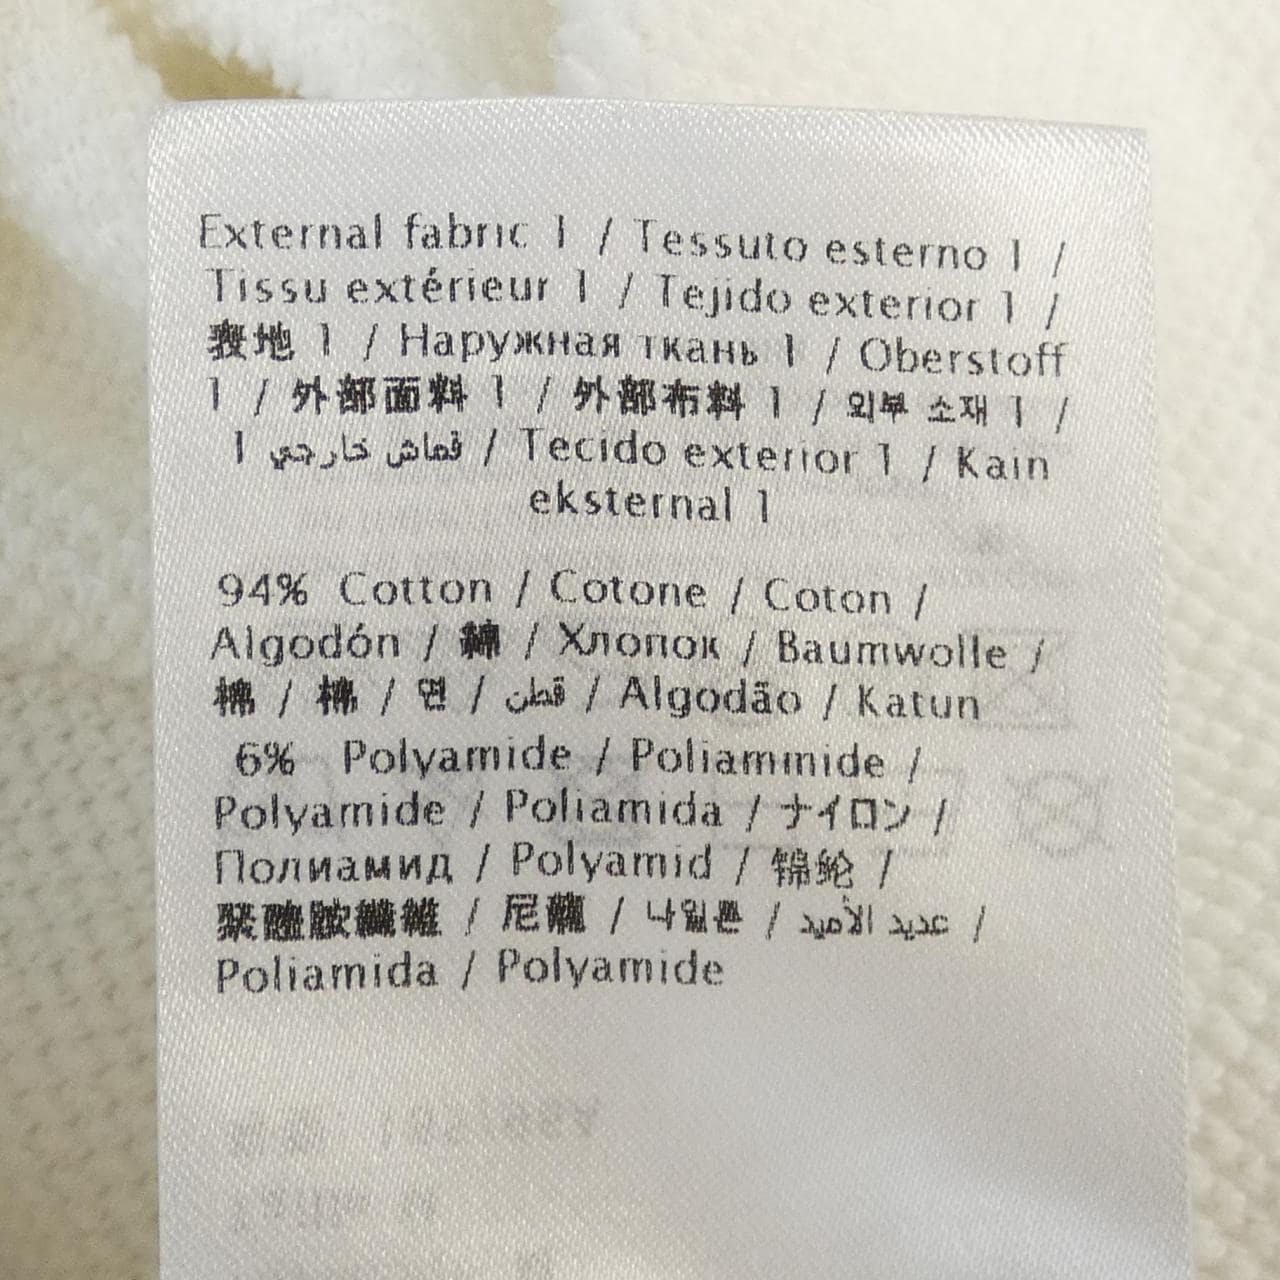 External fabric 1 / Tessuto esterno 1 /
Tissu extérieur 1 / Tejido exterior 1 /
表地 1 / Наружная ткань 1 / Oberstoff
1 / 外部面料 1 / 外部布料 1 / 외부 소재 1 /
قماش خارجي 1 / Tecido exterior 1 / Kain
eksternal 1
94% Cotton / Cotone / Coton /
Algodón / 綿 / Хлопок / Baumwolle /
棉 / 棉 / 면 / قطن / Algodão / Katun
6% Polyamide / Poliammide /
Polyamide / Poliamida / ナイロン /
Полиамид / Polyamid / 锦纶 /
聚醯胺纖維 / 尼龍 / 나일론 / عديد الأميد /
Poliamida / Polyamide